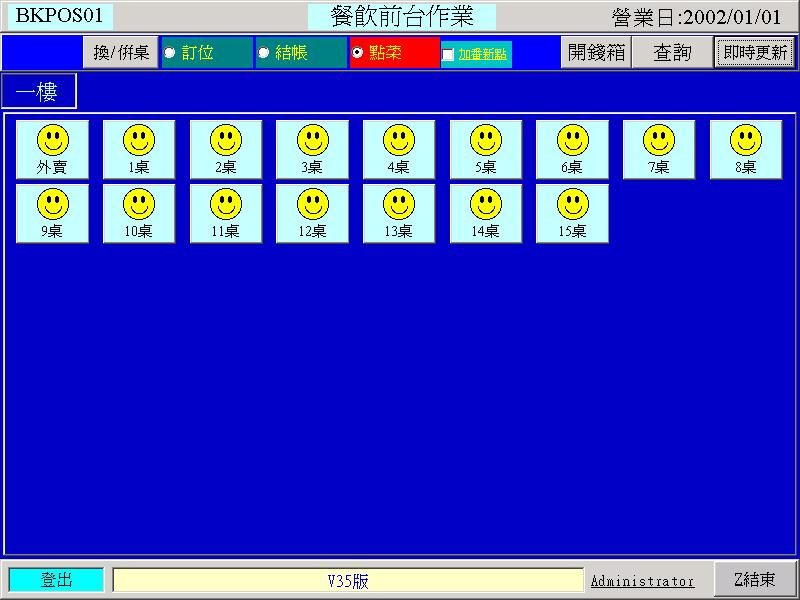 BKPOS01 餐飲前台作業 營業日:2002/01/01
換/併桌 訂位 結帳 點菜 加番新點 開錢箱 查詢 即時更新
一樓
外賣 1桌 2桌 3桌 4桌 5桌 6桌 7桌 8桌
9桌 10桌 11桌 12桌 13桌 14桌 15桌
登出 V35版 Administrator Z結束